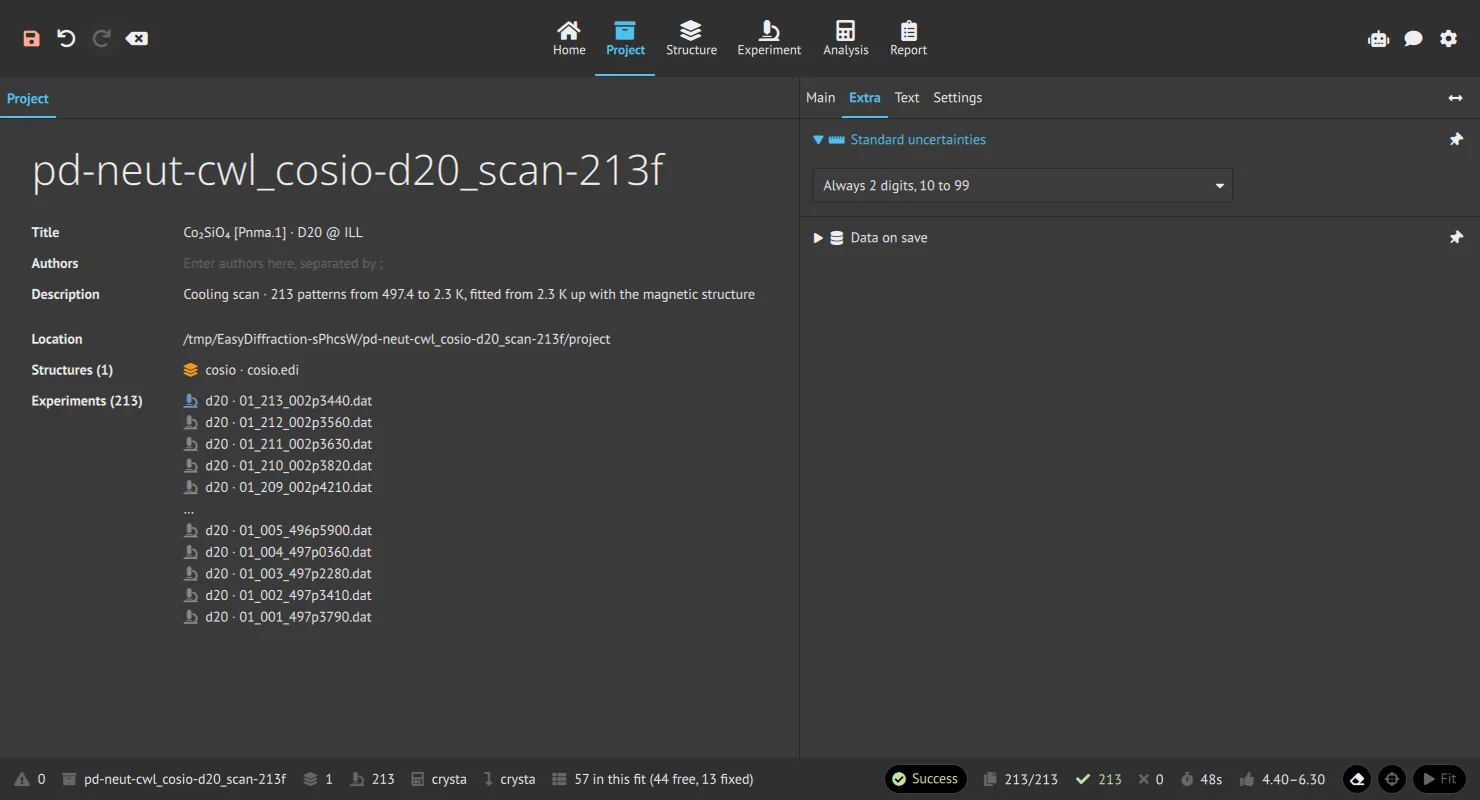 Home
Project
Structure
Experiment
Analysis
Report
Project
Main
Extra
Text
Settings
Standard uncertainties
Always 2 digits, 10 to 99
Data on save
pd-neut-cwl_cosio-d20_scan-213f
Title
Co₂SiO₄ [Pnma.1] · D20 @ ILL
Authors
Enter authors here, separated by ;
Description
Cooling scan · 213 patterns from 497.4 to 2.3 K, fitted from 2.3 K up with the magnetic structure
Location
/tmp/EasyDiffraction-sPhcsW/pd-neut-cwl_cosio-d20_scan-213f/project
Structures (1)
cosio · cosio.edi
Experiments (213)
d20 · 01_213_002p3440.dat
d20 · 01_212_002p3560.dat
d20 · 01_211_002p3630.dat
d20 · 01_210_002p3820.dat
d20 · 01_209_002p4210.dat
...
d20 · 01_005_496p5900.dat
d20 · 01_004_497p0360.dat
d20 · 01_003_497p2280.dat
d20 · 01_002_497p3410.dat
d20 · 01_001_497p3790.dat
0
pd-neut-cwl_cosio-d20_scan-213f
1
213
crysta
crysta
57 in this fit (44 free, 13 fixed)
Success
213/213
213
0
48s
4.40–6.30
Fit